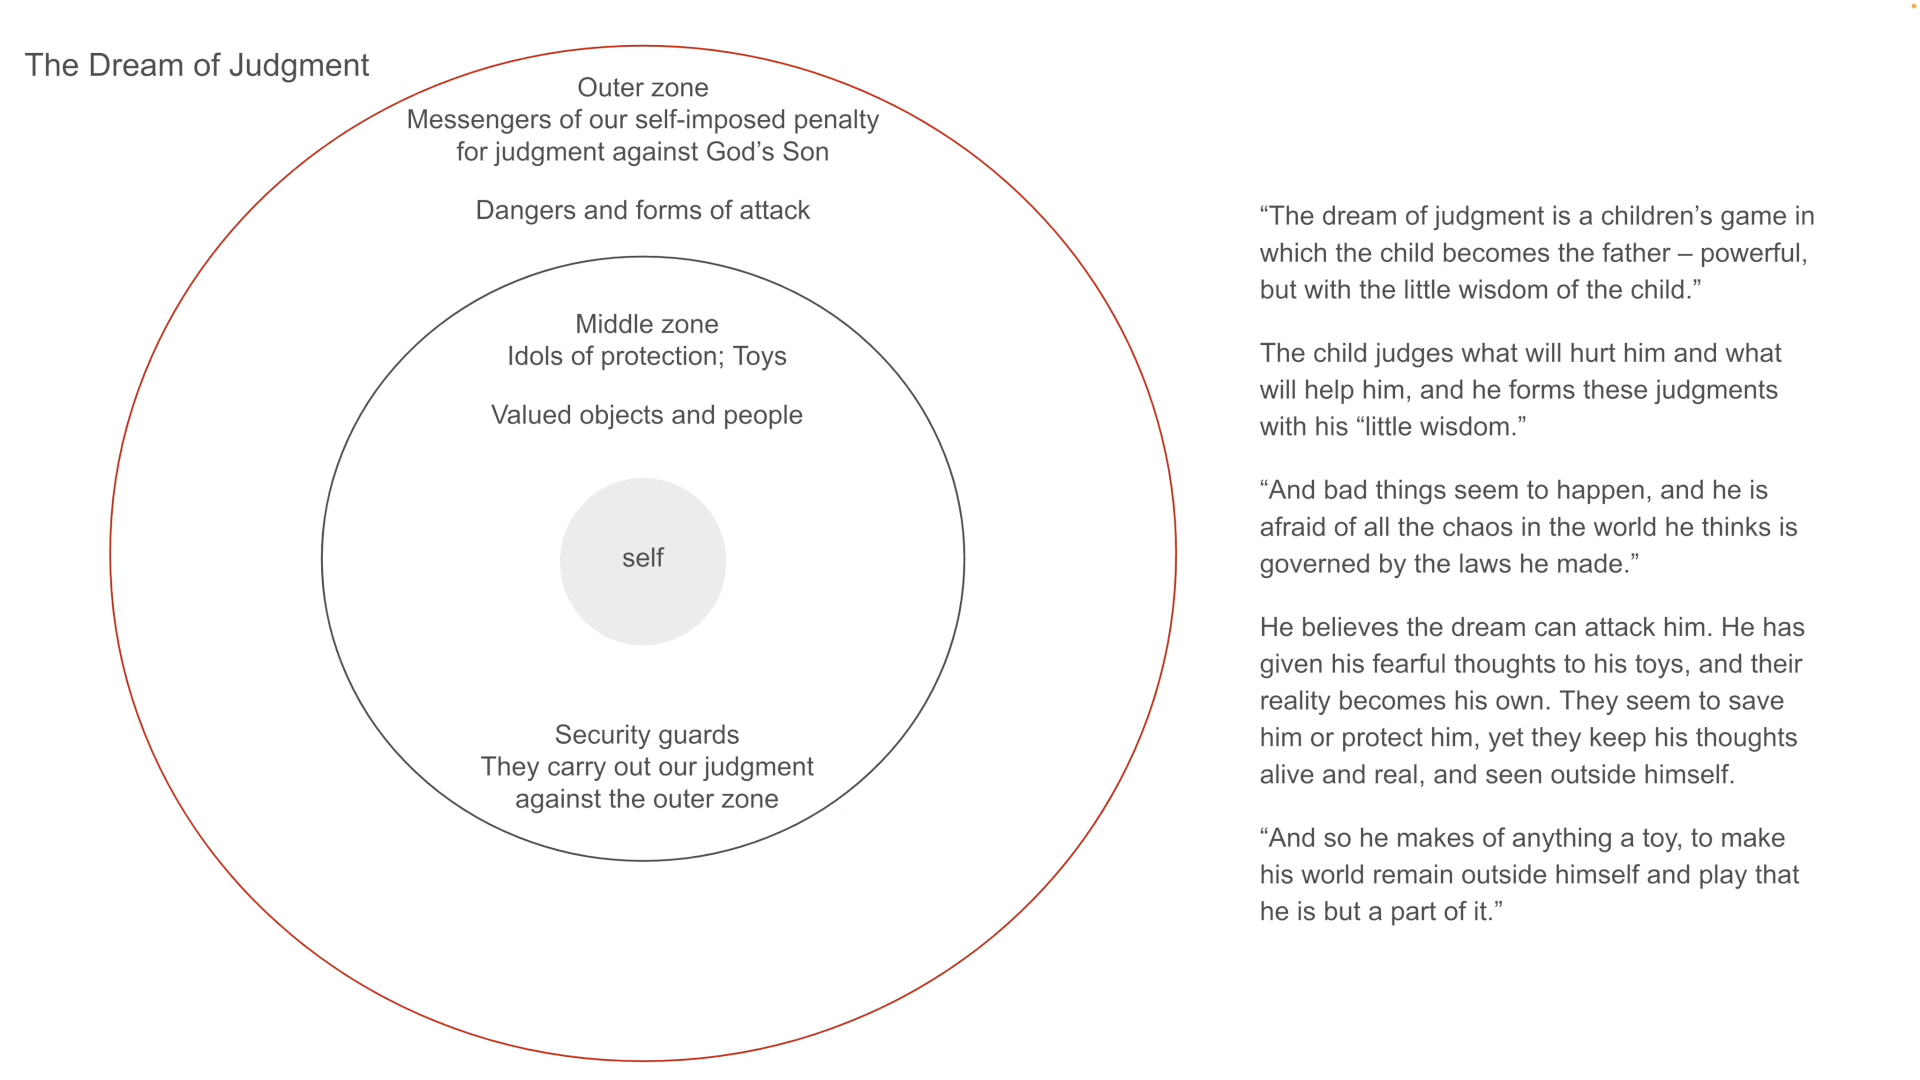 The Dream of Judgment
Outer zone
Messengers of our self-imposed penalty
for judgment against God’s Son
Dangers and forms of attack
Middle zone
Idols of protection; Toys
Valued objects and people
self
Security guards
They carry out our judgment
against the outer zone
“The dream of judgment is a children’s game in
which the child becomes the father – powerful,
but with the little wisdom of the child.”
The child judges what will hurt him and what
will help him, and he forms these judgments
with his “little wisdom.”
“And bad things seem to happen, and he is
afraid of all the chaos in the world he thinks is
governed by the laws he made.”
He believes the dream can attack him. He has
given his fearful thoughts to his toys, and their
reality becomes his own. They seem to save
him or protect him, yet they keep his thoughts
alive and real, and seen outside himself.
“And so he makes of anything a toy, to make
his world remain outside himself and play that
he is but a part of it.”